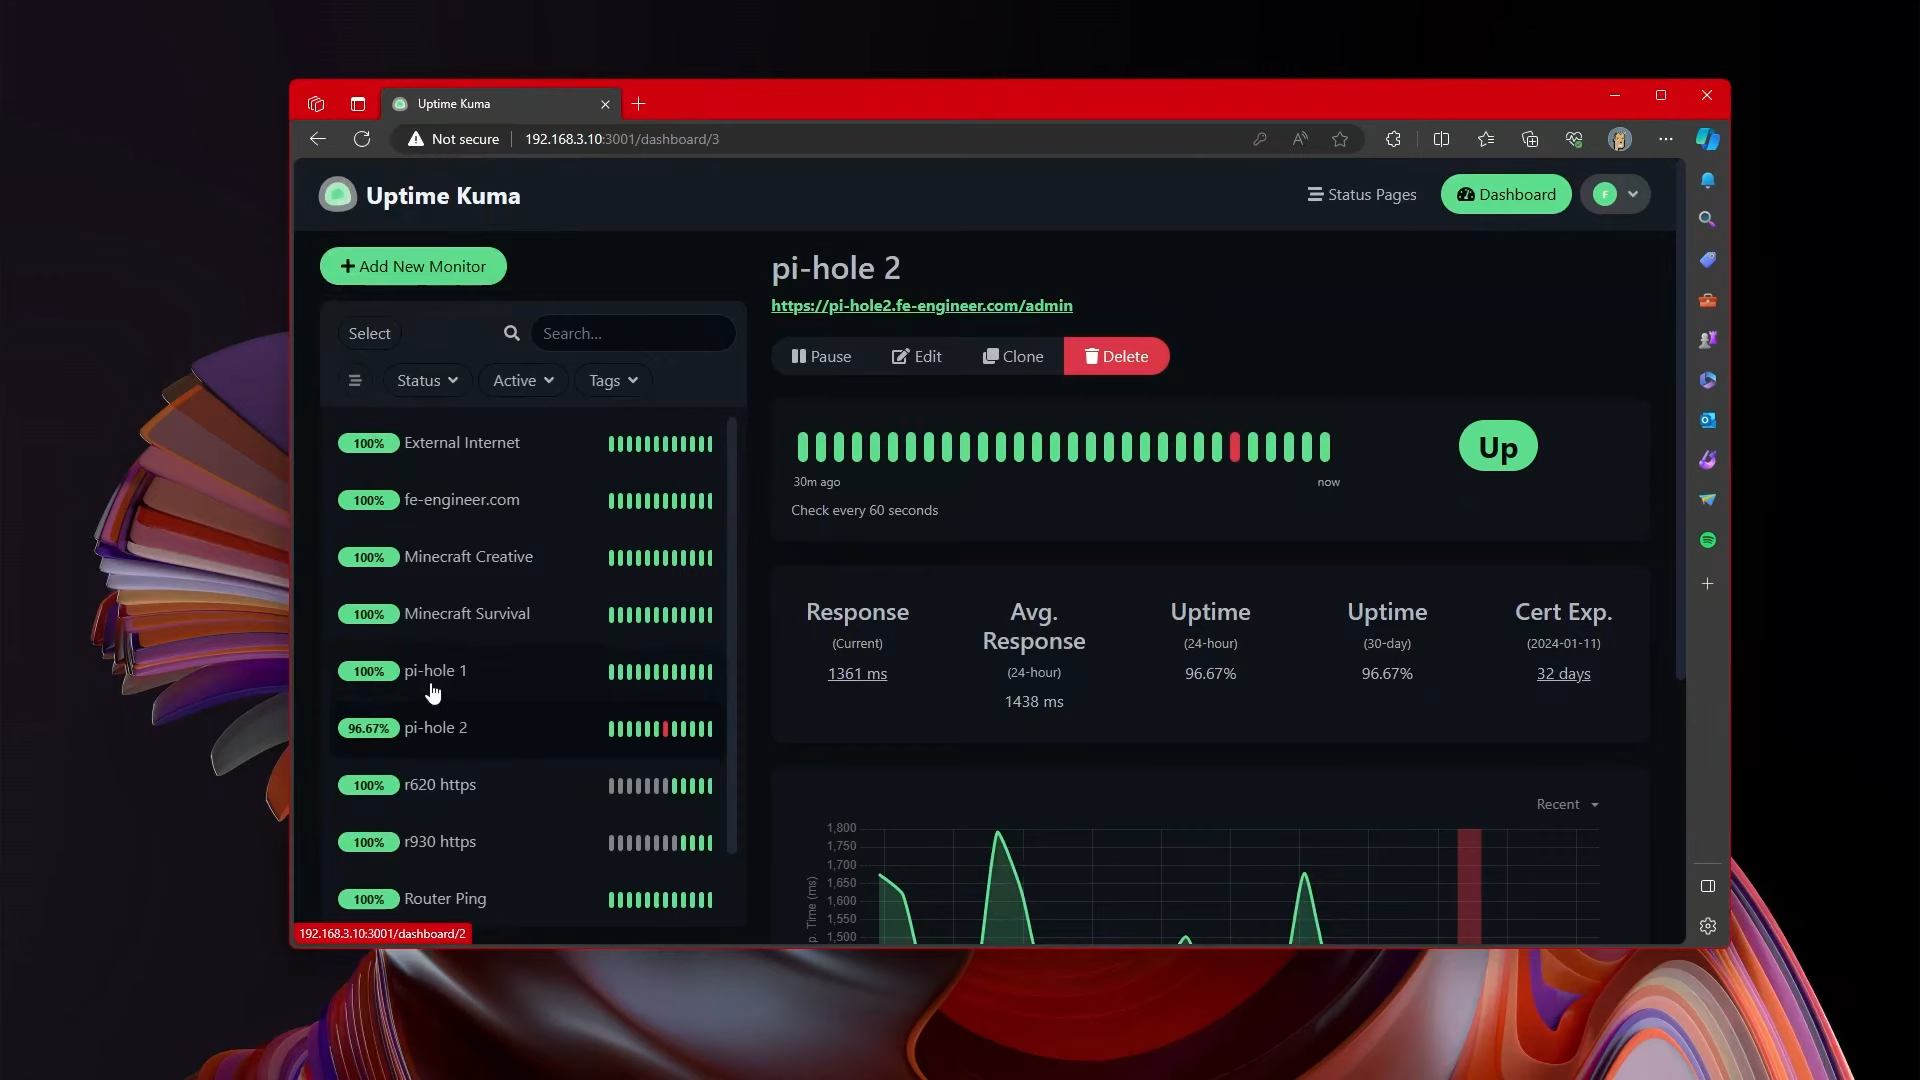 Uptime Kuma
Not secure
192.168.3.10:3001/dashboard/3
Uptime Kuma
Status Pages
Dashboard
F
Add New Monitor
Select
Search...
Status
Active
Tags
100% External Internet
100% fe-engineer.com
100% Minecraft Creative
100% Minecraft Survival
100% pi-hole 1
96.67% pi-hole 2
100% r620 https
100% r930 https
100% Router Ping
192.168.3.10:3001/dashboard/2
pi-hole 2
https://pi-hole2.fe-engineer.com/admin
Pause
Edit
Clone
Delete
30m ago
now
Check every 60 seconds
Up
Response
(Current)
1361 ms
Avg.
Response
(24-hour)
1438 ms
Uptime
(24-hour)
96.67%
Uptime
(30-day)
96.67%
Cert Exp.
(2024-01-11)
32 days
Recent
1,800
1,750
1,700
1,650
1,600
1,550
1,500
p. Time (ms)